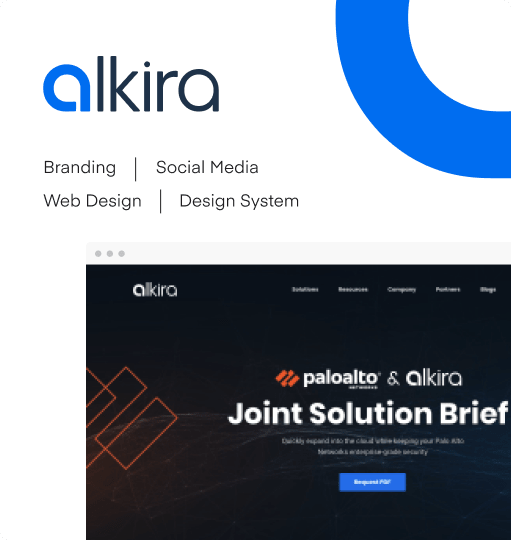 alkira
Branding | Social Media
Web Design | Design System
alkira Solutions Resources Company Partners Blogs
paloalto NETWORKS & alkira
Joint Solution Brief
Quickly expand into the cloud while keeping your Palo Alto
Networks enterprise-grade security
Request PDF